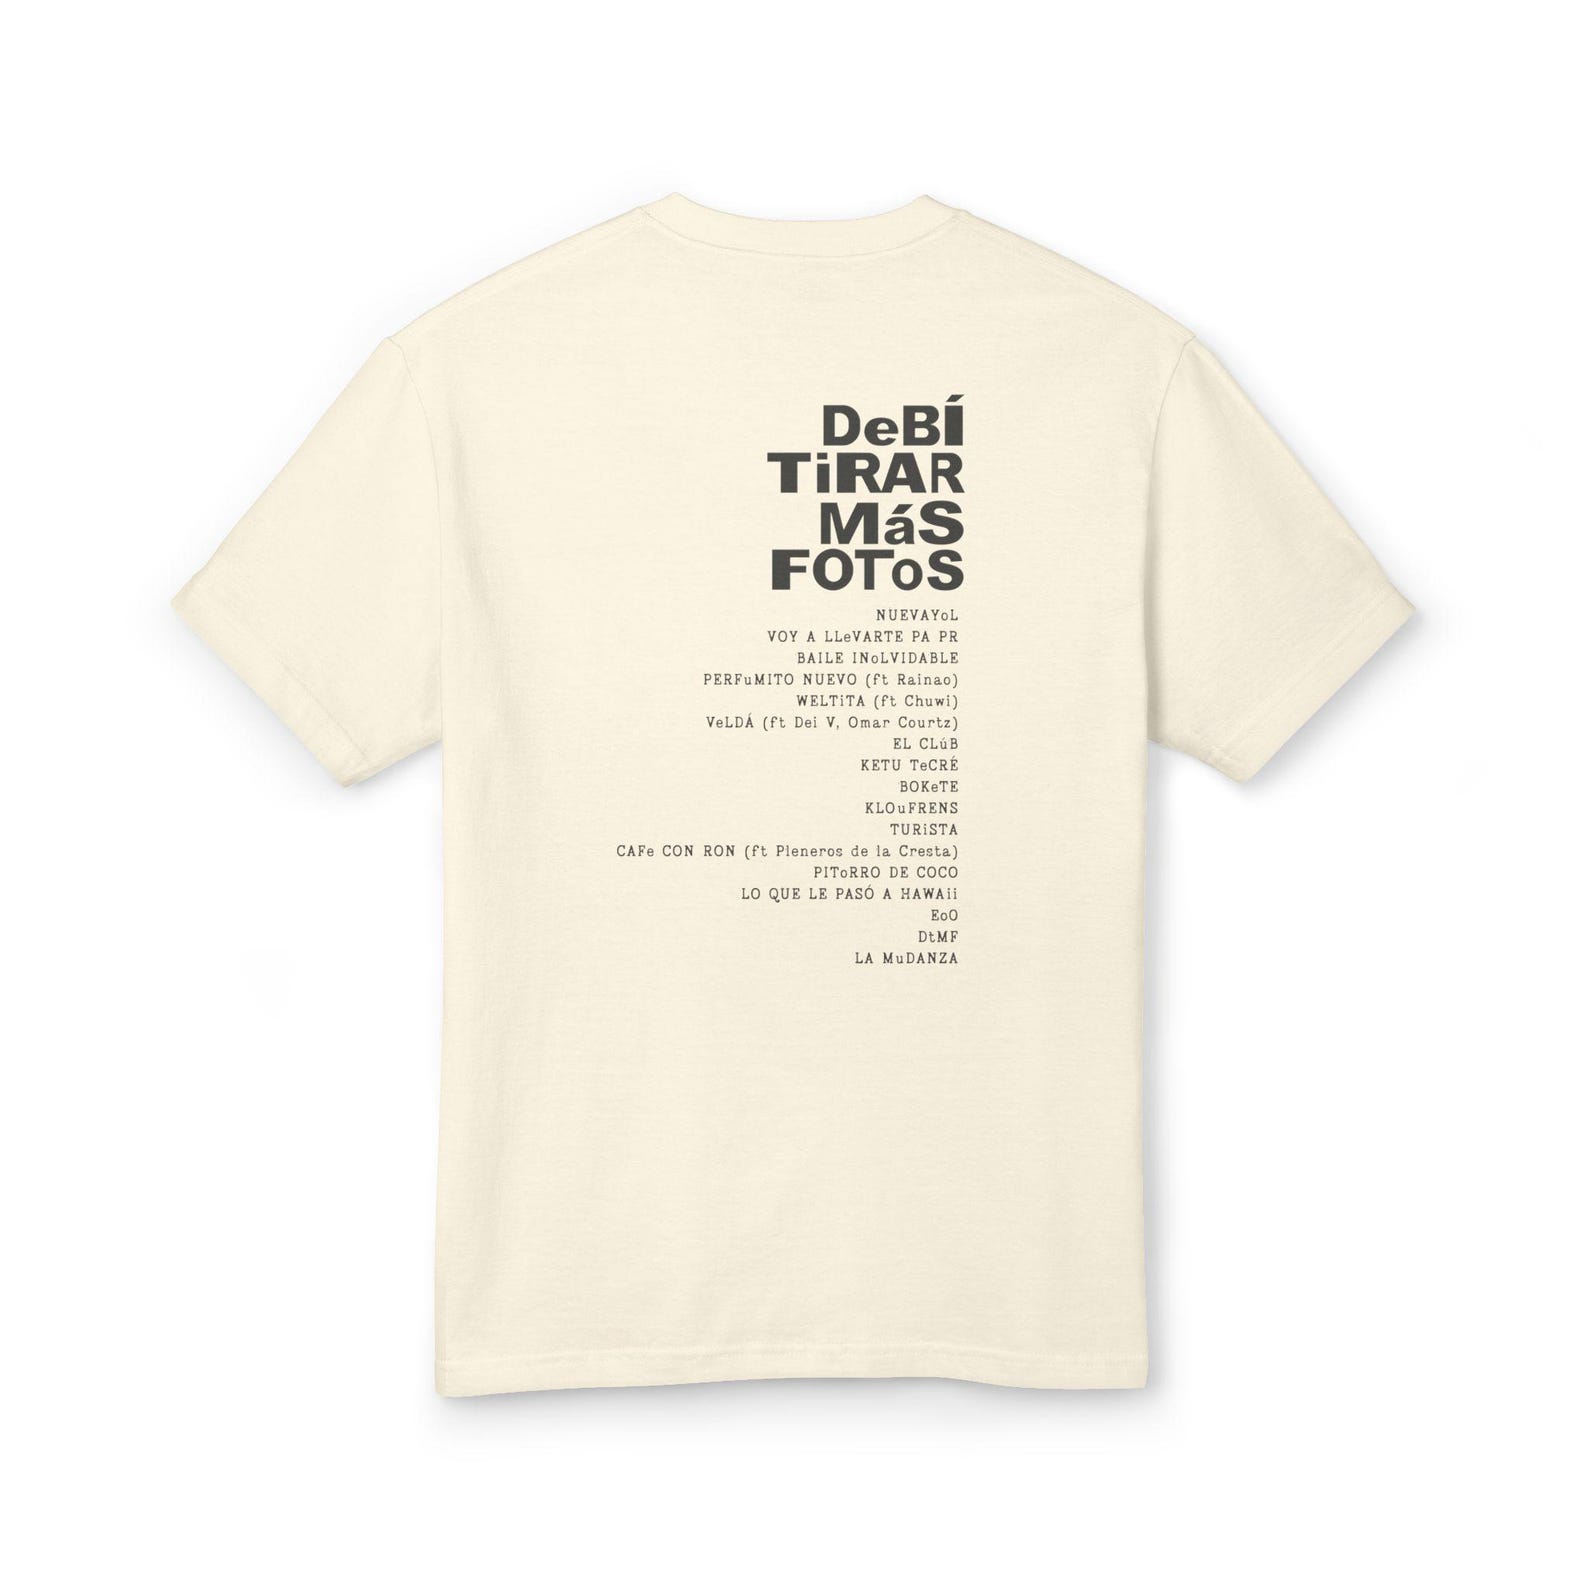 DeBÍ
TiRAR
MáS
FOToS
NUEVAYoL
VOY A LLeVARTE PA PR
BAILE INoLVIDABLE
PERFuMITO NUEVO (ft Rainao)
WELTiTA (ft Chuwi)
VeLDÁ (ft Dei V, Omar Courtz)
EL CLúB
KETU TeCRÉ
BOKeTE
KLOuFRENS
TURiSTA
CAFe CON RON (ft Pleneros de la Cresta)
PIToRRO DE COCO
LO QUE LE PASÓ A HAWAii
EoO
DtMF
LA MuDANZA